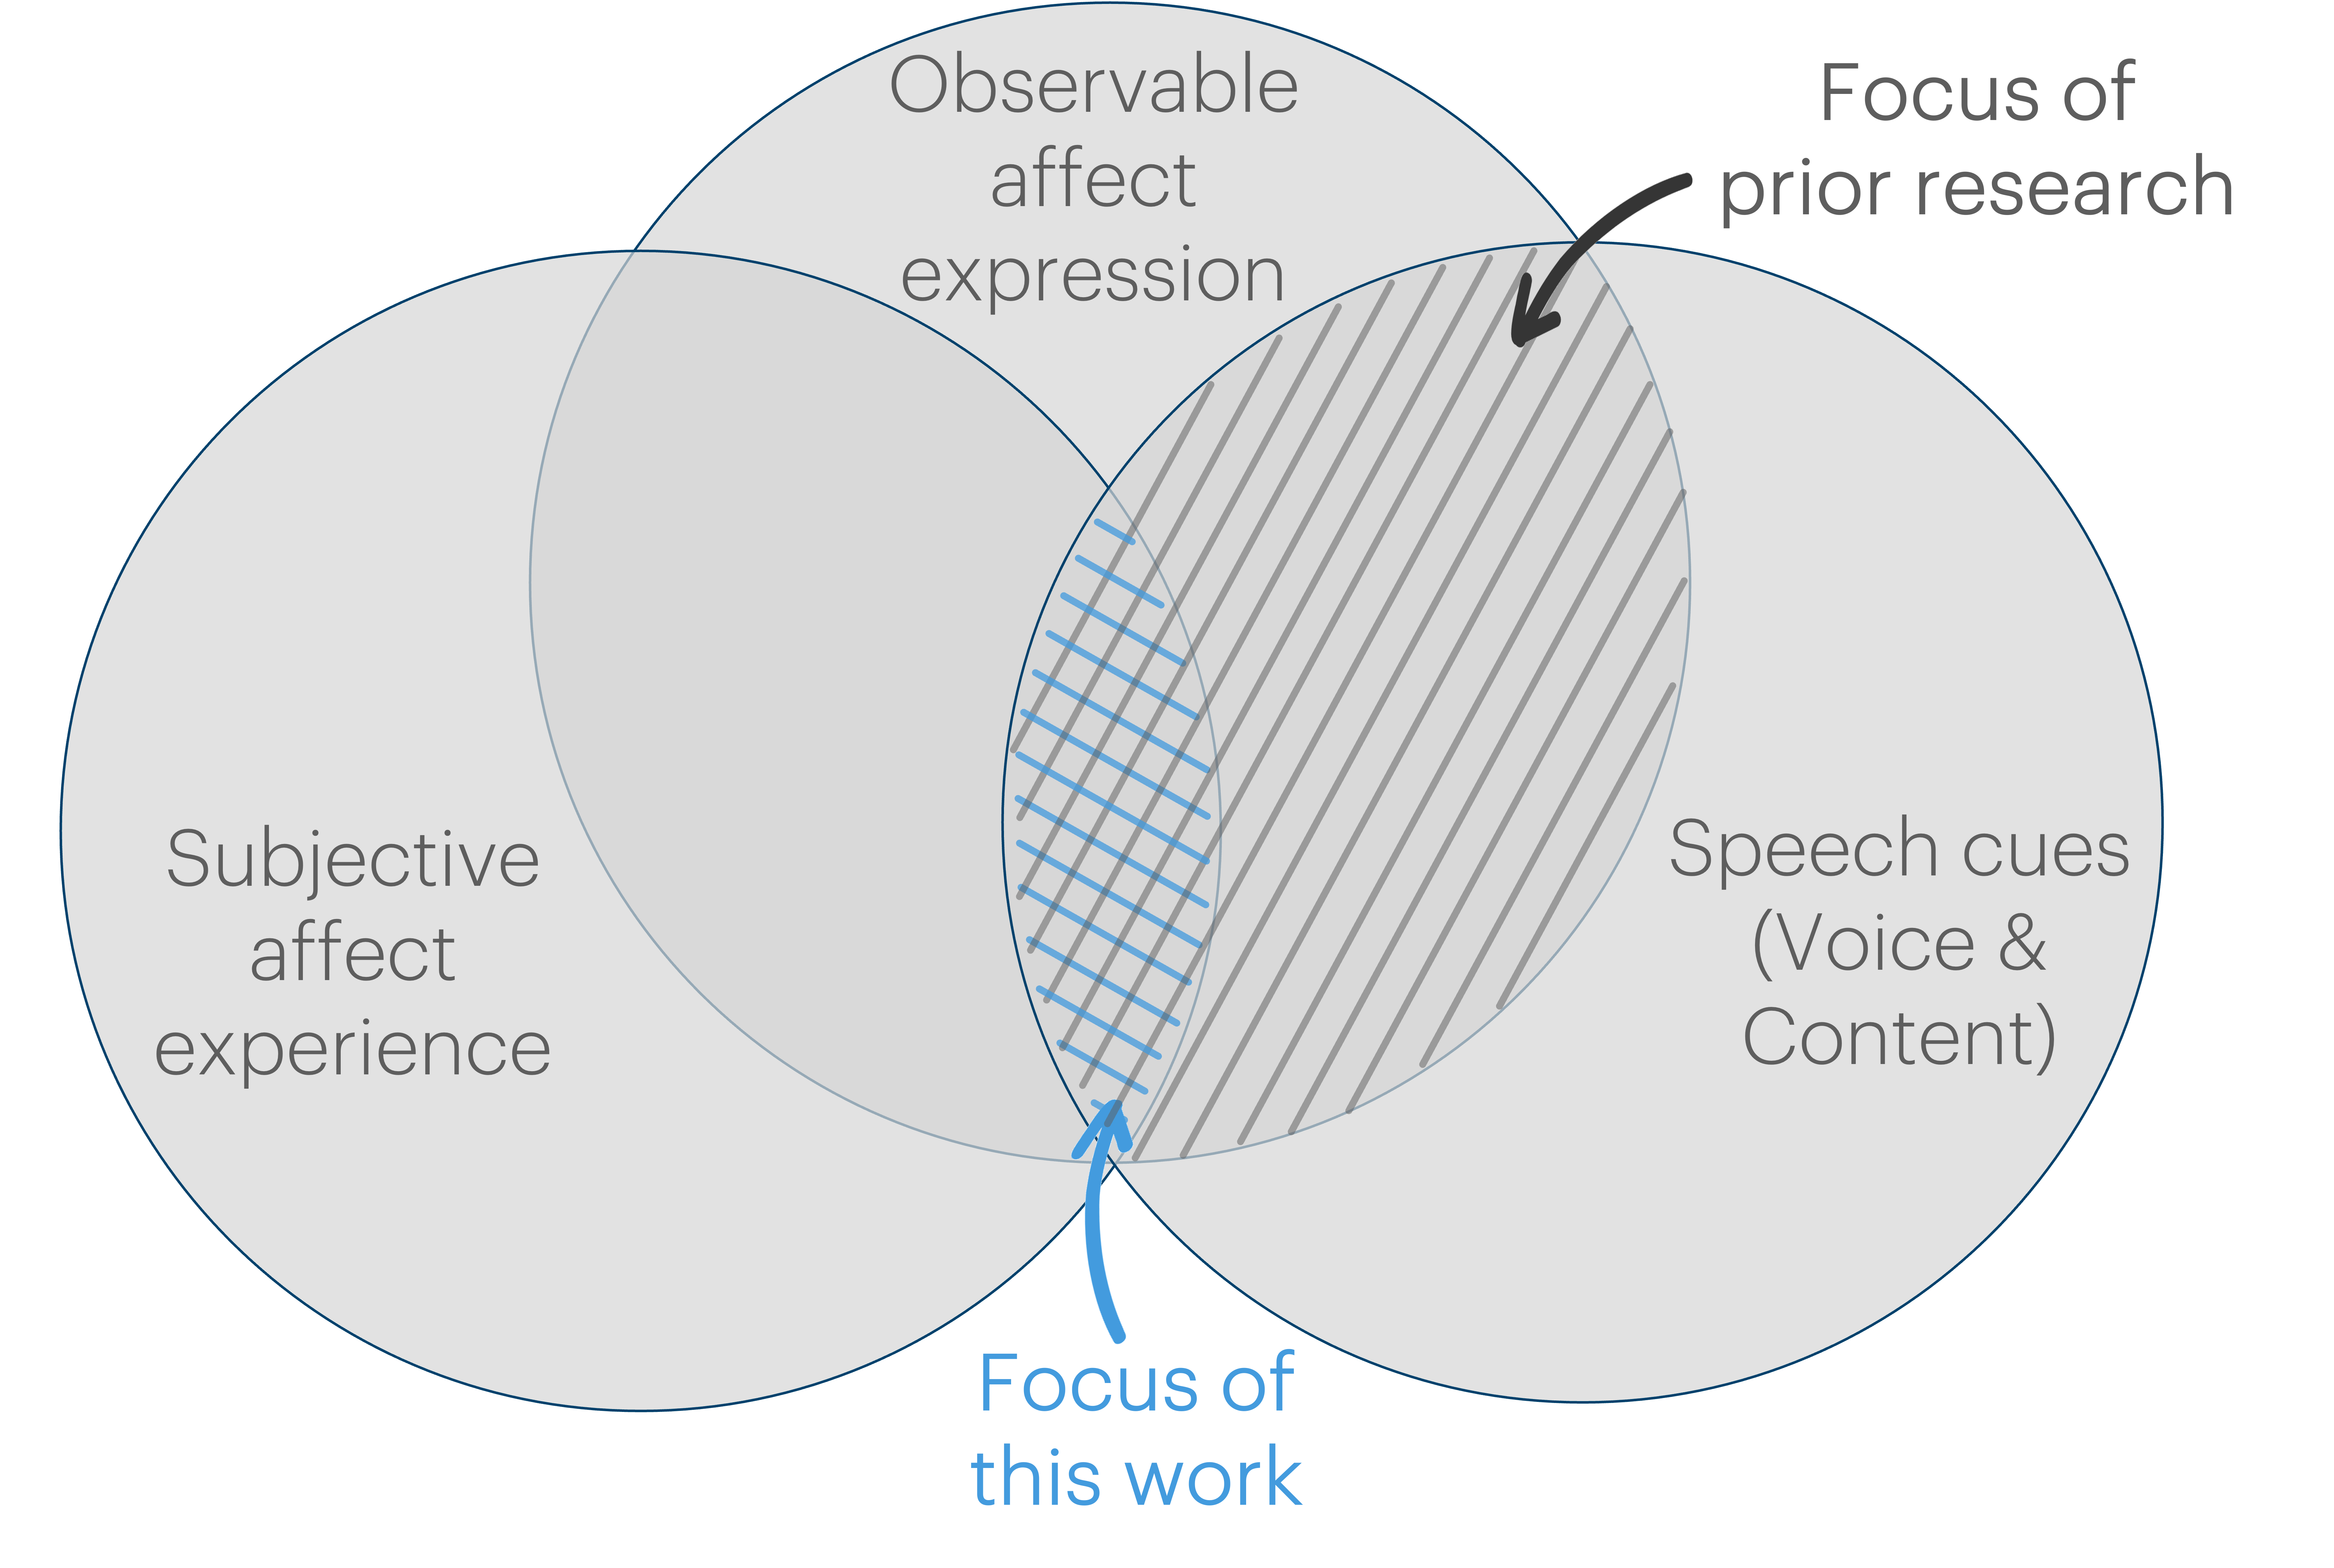 Observable
affect
expression
Focus of
prior research
Subjective
affect
experience
Speech cues
(Voice &
Content)
Focus of
this work